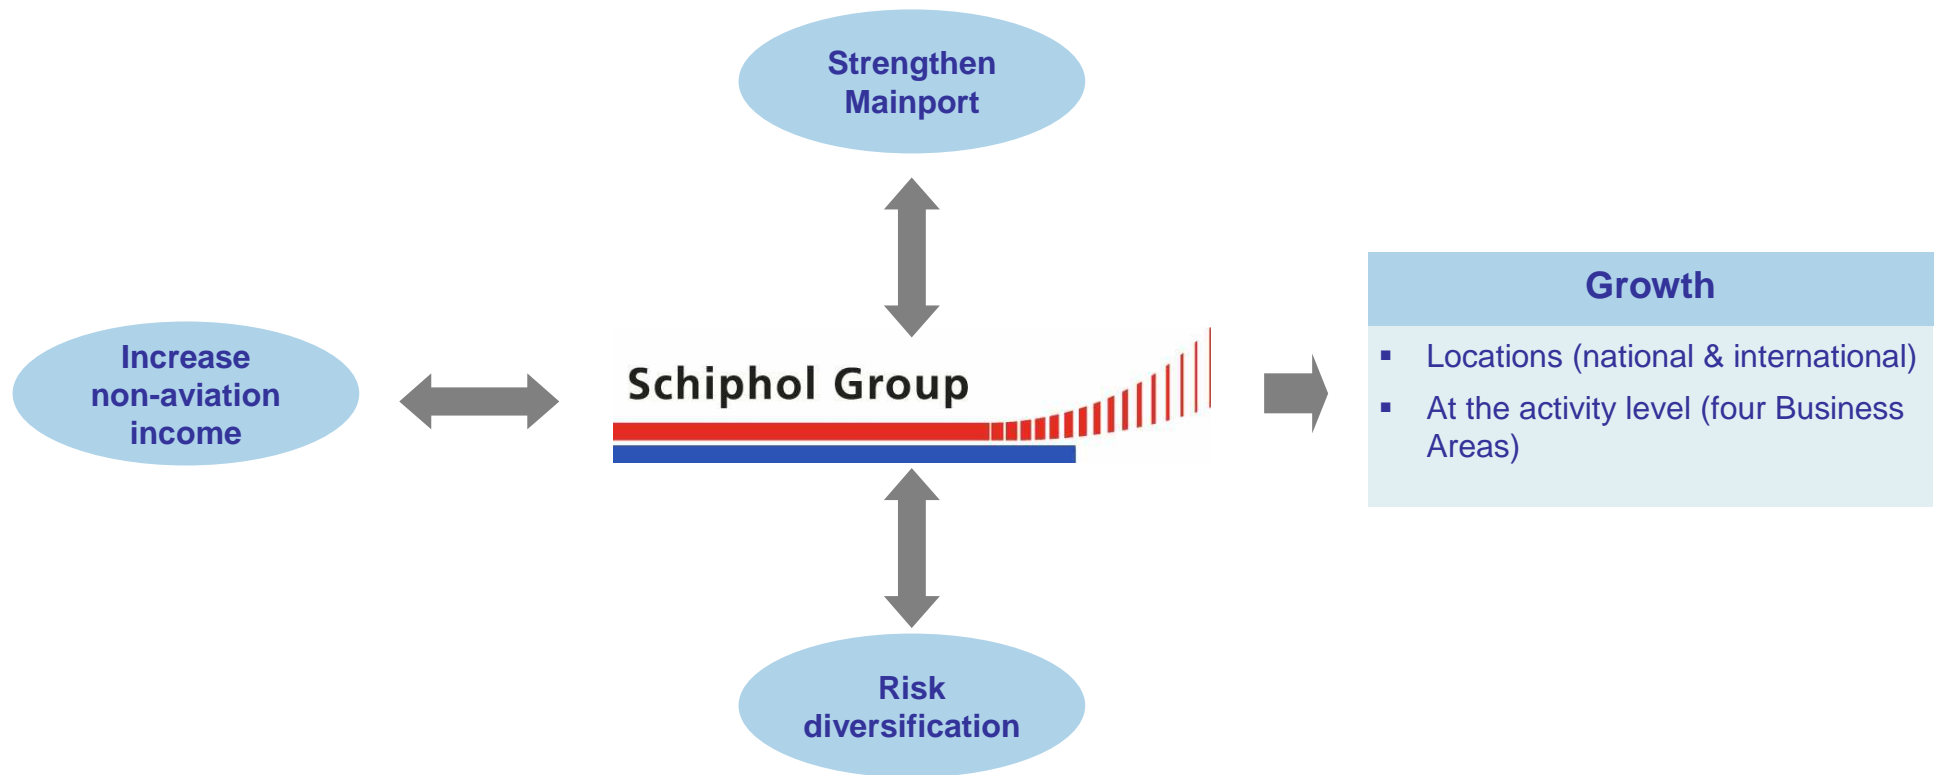 Strengthen
Mainport
Increase
non-aviation
income
Schiphol Group
Growth
▪ Locations (national & international)
▪ At the activity level (four Business
Areas)
Risk
diversification